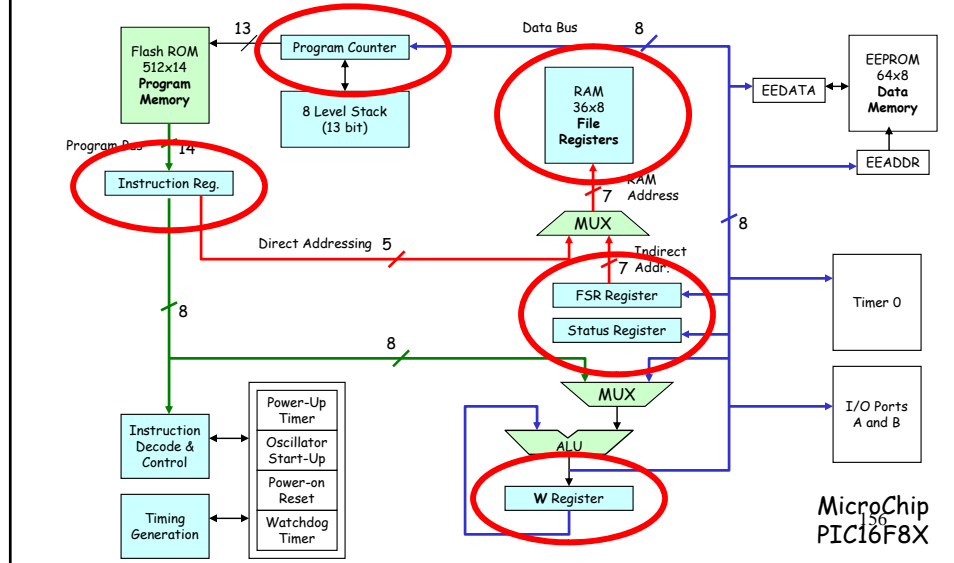 13
Program Counter
Data Bus
8
Flash ROM
512x14
Program
Memory
8 Level Stack
(13 bit)
RAM
36x8
File
Registers
EEDATA
EEPROM
64x8
Data
Memory
EEADDR
Program Bus
14
Instruction Reg.
7
RAM
Address
MUX
8
Direct Addressing
5
7
Indirect
Addr.
FSR Register
Status Register
Timer 0
8
8
MUX
ALU
W Register
I/O Ports
A and B
Instruction
Decode &
Control
Power-Up
Timer
Oscillator
Start-Up
Power-on
Reset
Watchdog
Timer
Timing
Generation
MicroChip
156
PIC16F8X